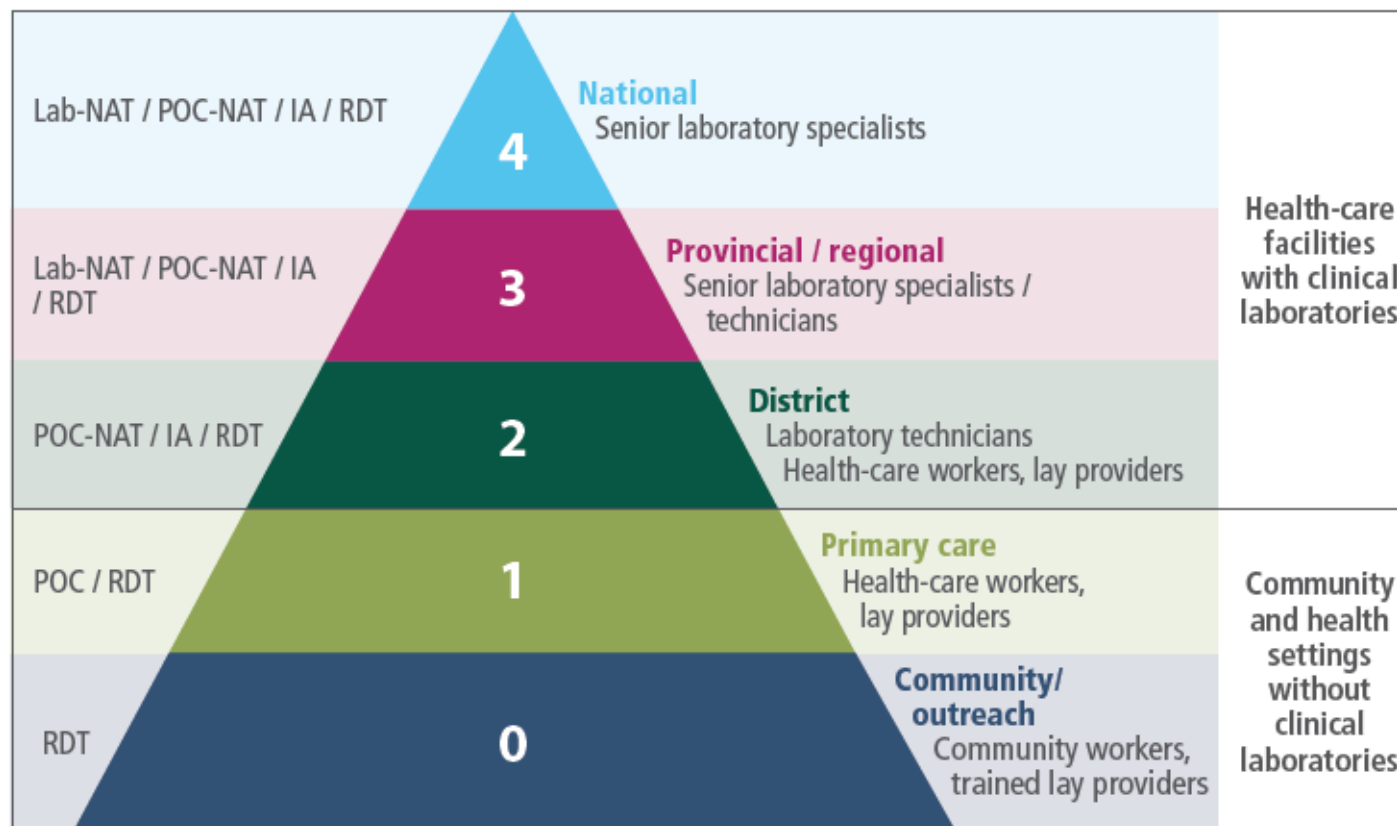 Lab-NAT / POC-NAT / IA / RDT
4
National
Senior laboratory specialists
Lab-NAT / POC-NAT / IA
/ RDT
3
Provincial / regional
Senior laboratory specialists /
technicians
POC-NAT / IA / RDT
2
District
Laboratory technicians
Health-care workers, lay providers
Health-care
facilities
with clinical
laboratories
POC / RDT
1
Primary care
Health-care workers,
lay providers
RDT
0
Community/
outreach
Community workers,
trained lay providers
Community
and health
settings
without
clinical
laboratories